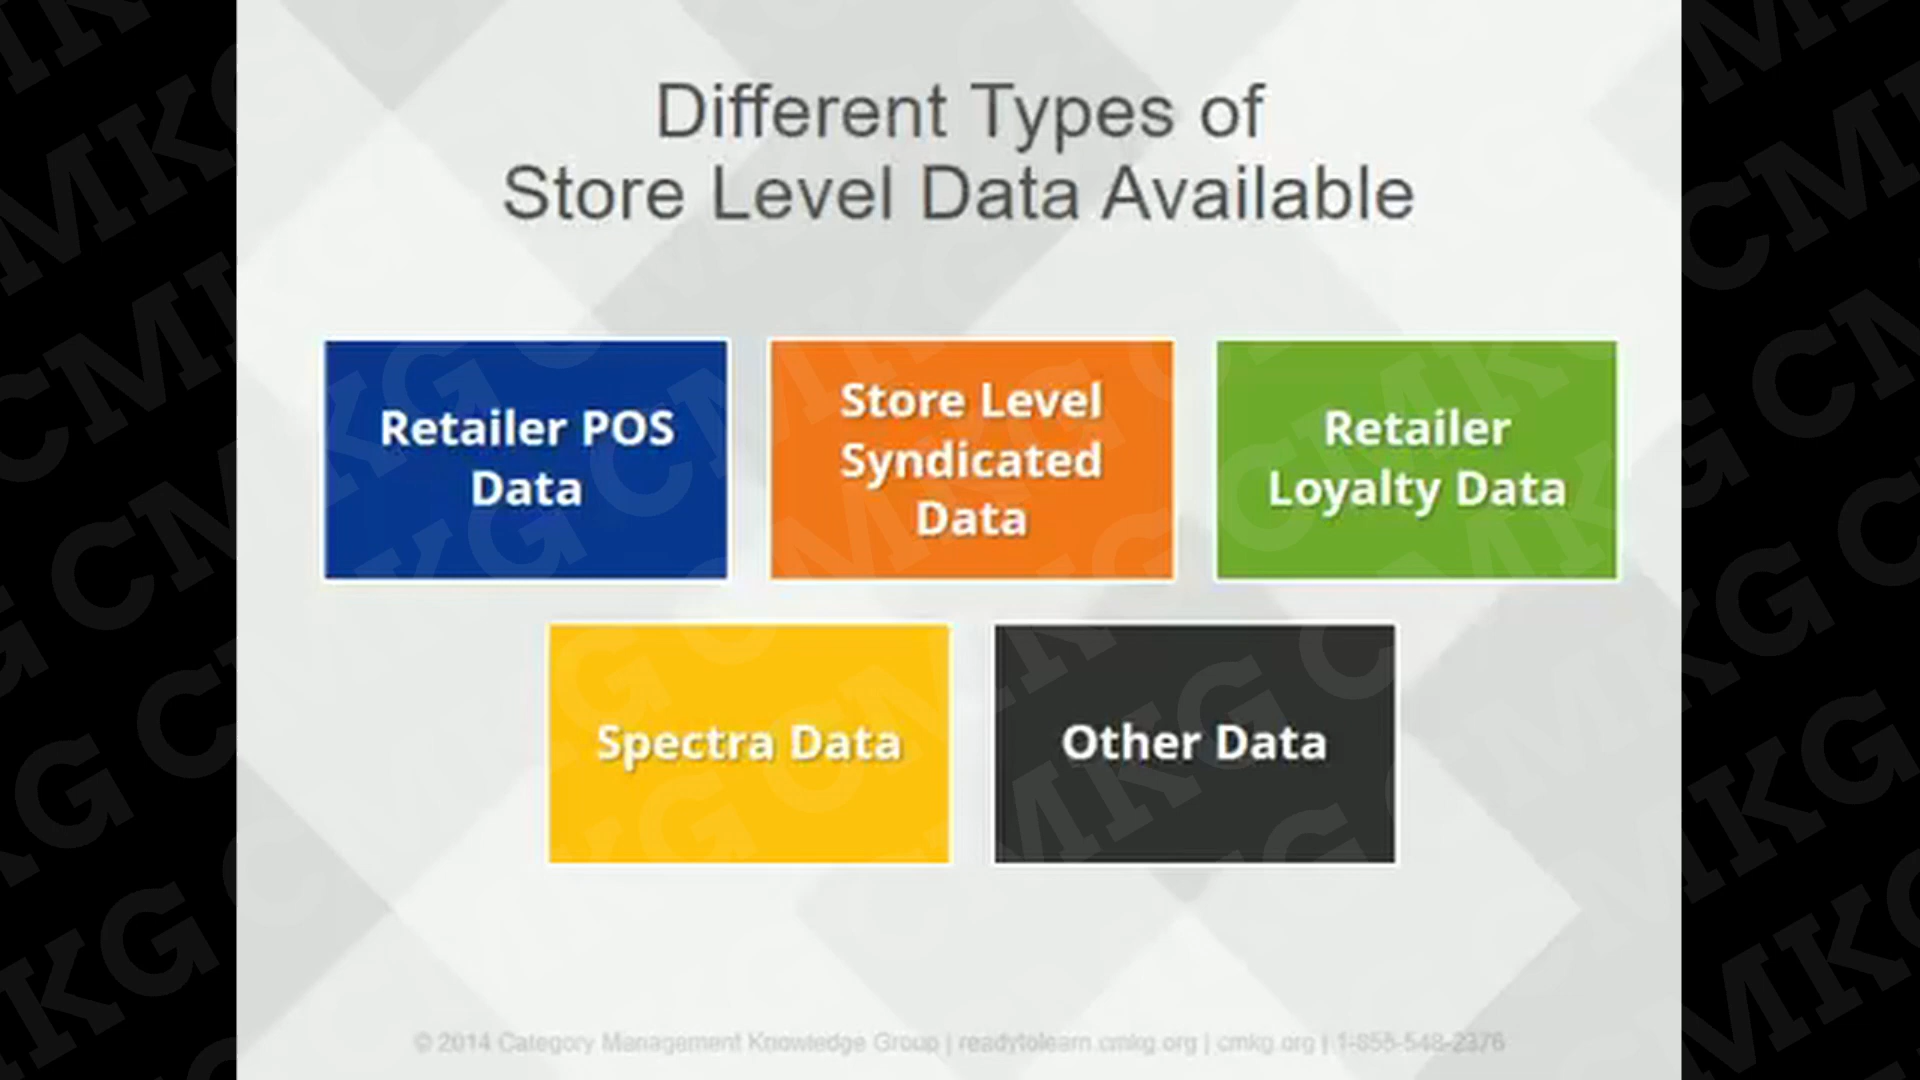 Different Types of
Store Level Data Available
Retailer POS
Data
Store Level
Syndicated
Data
Retailer
Loyalty Data
Spectra Data
Other Data
© 2014 Category Management Knowledge Group | readytolearn.cmkg.org | cmkg.org | 1-855-548-2376